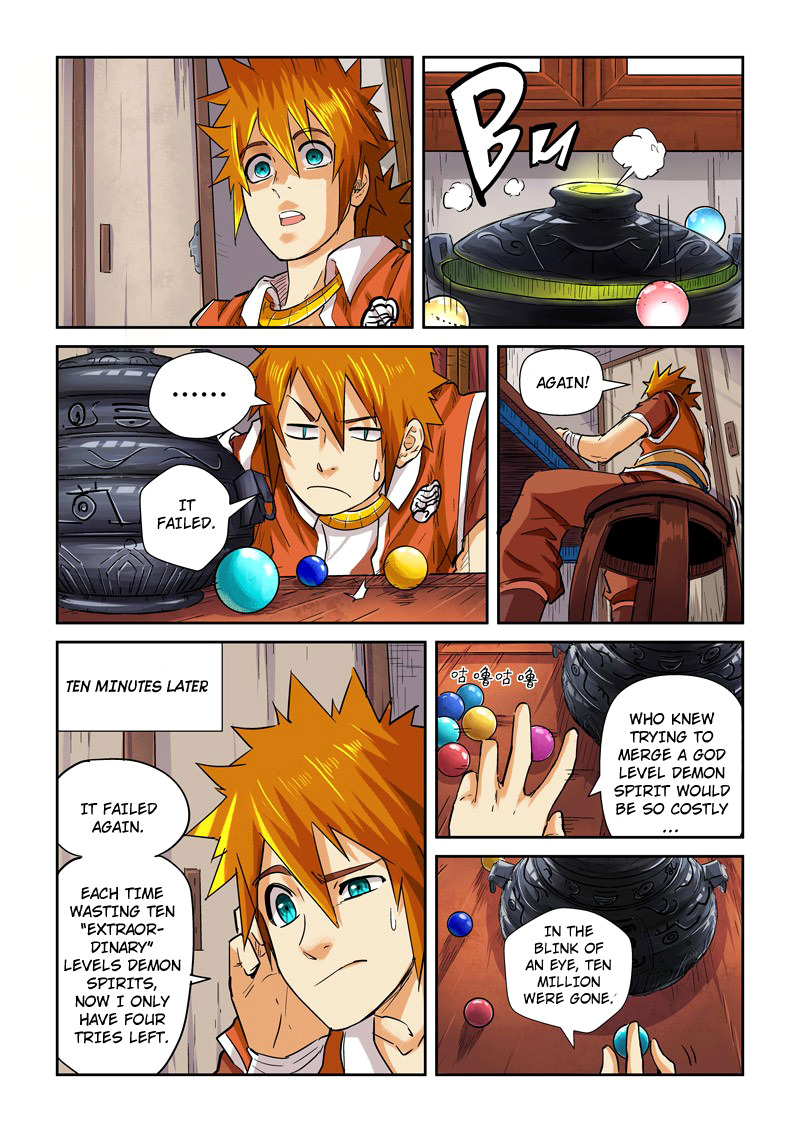 BU
......
IT
FAILED.
AGAIN!
TEN MINUTES LATER
IT FAILED
AGAIN.
EACH TIME
WASTING TEN
“EXTRAOR-
DINARY”
LEVELS DEMON
SPIRITS,
NOW I ONLY
HAVE FOUR
TRIES LEFT.
咕噜咕噜
WHO KNEW
TRYING TO
MERGE A GOD
LEVEL DEMON
SPIRIT WOULD
BE SO COSTLY
...
IN THE
BLINK OF
AN EYE, TEN
MILLION
WERE GONE.